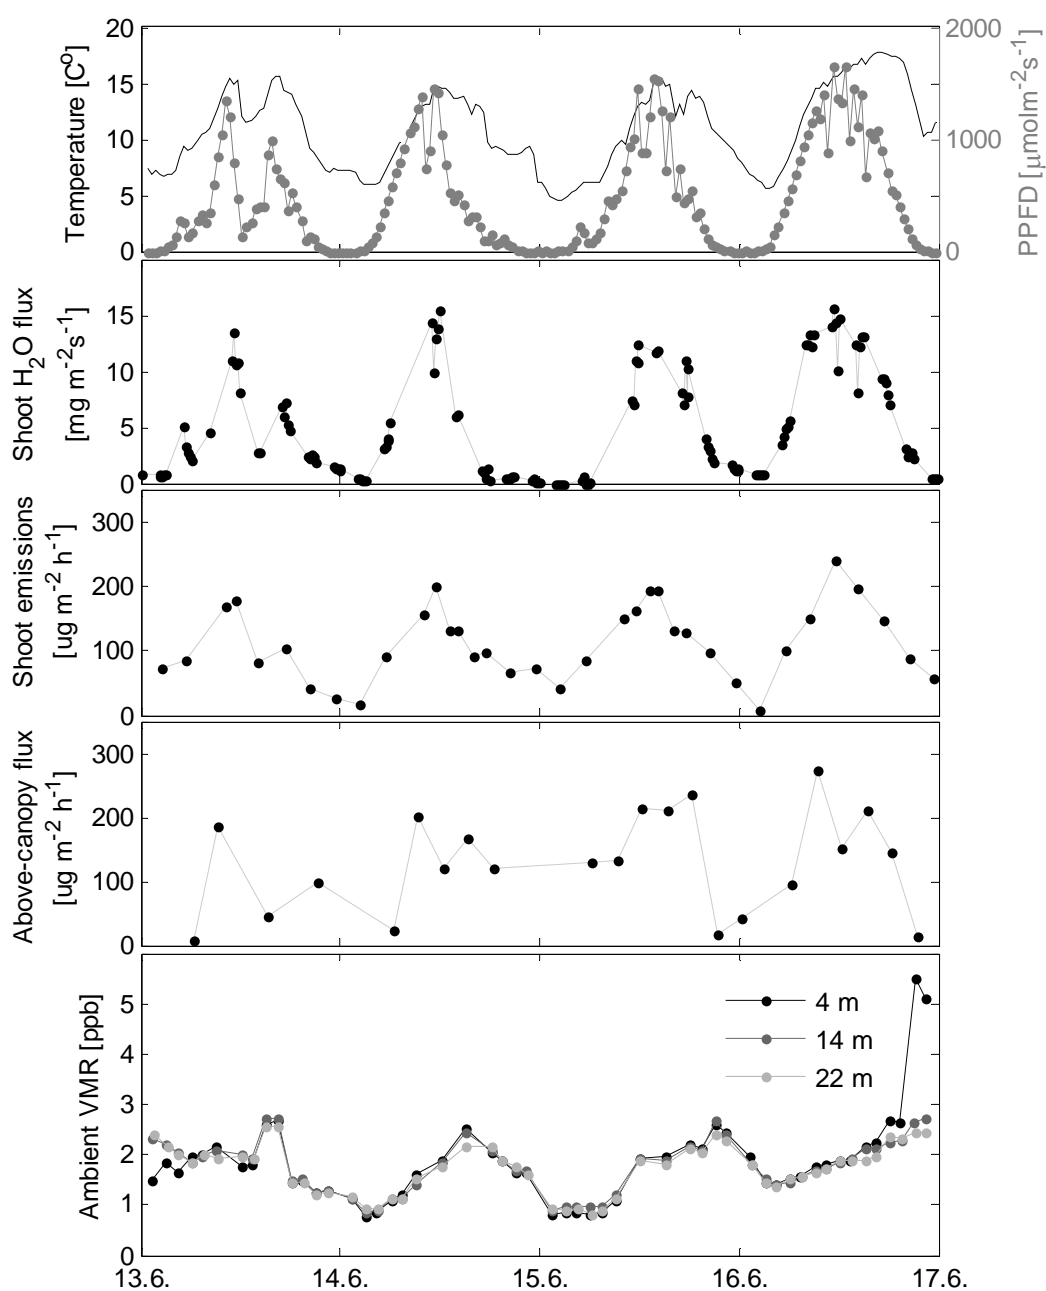 20
15
10
5
0
Temperature [C°]
2000
1000
0
PPFD [μmolm⁻²s⁻¹]
15
10
5
0
Shoot H₂O flux
[mg m⁻²s⁻¹]
300
200
100
0
Shoot emissions
[ug m⁻² h⁻¹]
300
200
100
0
Above-canopy flux
[ug m⁻² h⁻¹]
5
4
3
2
1
0
Ambient VMR [ppb]
4 m
14 m
22 m
13.6. 14.6. 15.6. 16.6. 17.6.